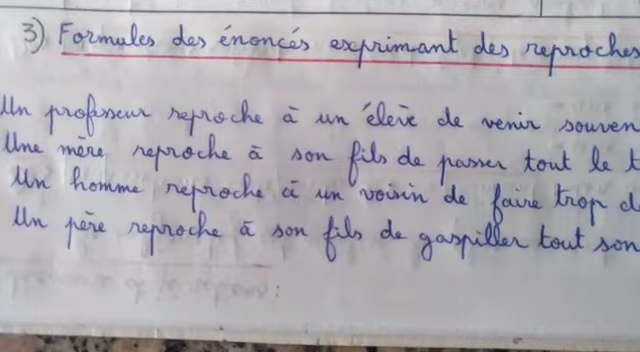 3) Formules des énoncés exprimant des reproches
Un professeur reproche à un élève de venir souven
Une mère reproche à son fils de passer tout le t
Un homme reproche à un voisin de faire trop d
Un père reproche à son fils de gaspiller tout son